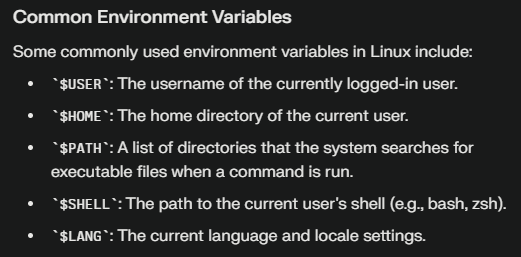 Common Environment Variables
Some commonly used environment variables in Linux include:
• `$USER`: The username of the currently logged-in user.
• `$HOME`: The home directory of the current user.
• `$PATH`: A list of directories that the system searches for
executable files when a command is run.
• `$SHELL`: The path to the current user's shell (e.g., bash, zsh).
• `$LANG`: The current language and locale settings.